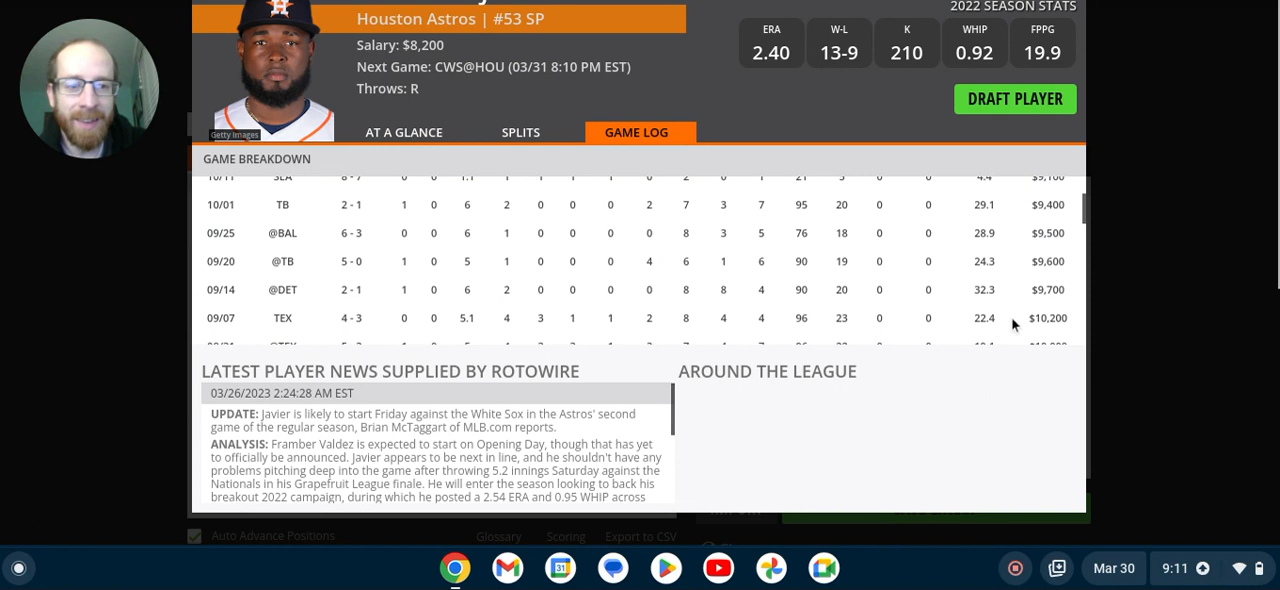 2022 SEASON STATS
Houston Astros | #53 SP
Salary: $8,200
Next Game: CWS@HOU (03/31 8:10 PM EST)
Throws: R
ERA W-L K WHIP FPPG
2.40 13-9 210 0.92 19.9
DRAFT PLAYER
Getty Images
AT A GLANCE SPLITS GAME LOG
GAME BREAKDOWN
10/01 TB 2 - 1 1 0 6 2 0 0 0 2 7 3 7 95 20 0 0 29.1 $9,400
09/25 @BAL 6 - 3 0 0 6 1 0 0 0 0 8 3 5 76 18 0 0 28.9 $9,500
09/20 @TB 5 - 0 1 0 5 1 0 0 0 4 6 1 6 90 19 0 0 24.3 $9,600
09/14 @DET 2 - 1 1 0 6 2 0 0 0 0 8 8 4 90 20 0 0 32.3 $9,700
09/07 TEX 4 - 3 0 0 5.1 4 3 1 1 2 8 4 4 96 23 0 0 22.4 $10,200
LATEST PLAYER NEWS SUPPLIED BY ROTOWIRE
03/26/2023 2:24:28 AM EST
UPDATE: Javier is likely to start Friday against the White Sox in the Astros' second
game of the regular season, Brian McTaggart of MLB.com reports.
ANALYSIS: Framber Valdez is expected to start on Opening Day, though that has yet
to officially be announced. Javier appears to be next in line, and he shouldn't have any
problems pitching deep into the game after throwing 5.2 innings Saturday against the
Nationals in his Grapefruit League finale. He will enter the season looking to back his
breakout 2022 campaign, during which he posted a 2.54 ERA and 0.95 WHIP across
AROUND THE LEAGUE
Auto Advance Positions
Glossary Scoring Export to CSV
31
Mar 30 9:11